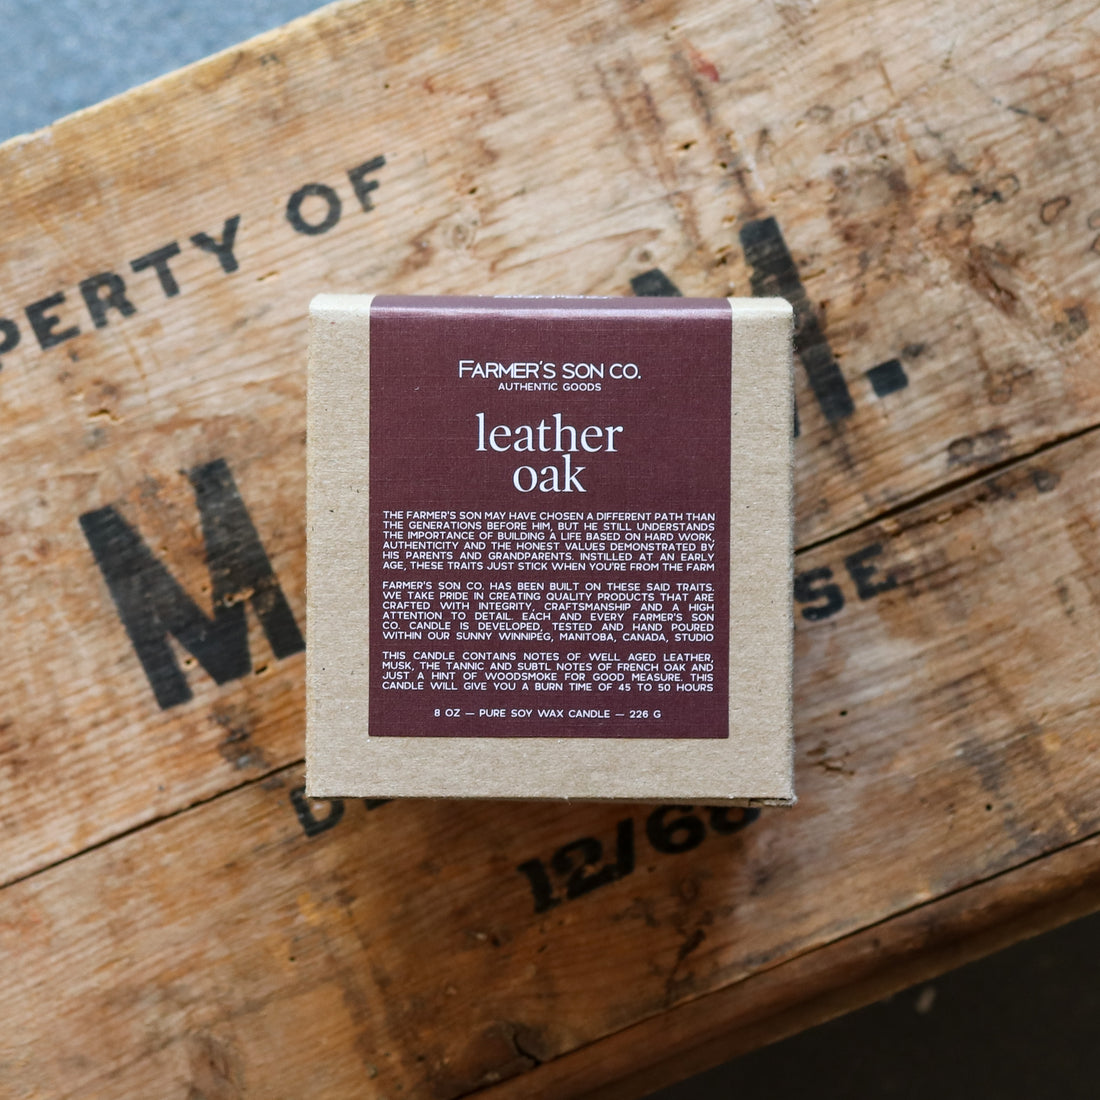 PERTY OF
M
M.
FARMER'S SON CO.
AUTHENTIC GOODS
leather
oak
THE FARMER'S SON MAY HAVE CHOSEN A DIFFERENT PATH THAN
THE GENERATIONS BEFORE HIM, BUT HE STILL UNDERSTANDS
THE IMPORTANCE OF BUILDING A LIFE BASED ON HARD WORK,
AUTHENTICITY AND THE HONEST VALUES DEMONSTRATED BY
HIS PARENTS AND GRANDPARENTS. INSTILLED AT AN EARLY
AGE, THESE TRAITS JUST STICK WHEN YOU'RE FROM THE FARM
FARMER'S SON CO. HAS BEEN BUILT ON THESE SAID TRAITS.
WE TAKE PRIDE IN CREATING QUALITY PRODUCTS THAT ARE
CRAFTED WITH INTEGRITY, CRAFTSMANSHIP AND A HIGH
ATTENTION TO DETAIL. EACH AND EVERY FARMER'S SON
CO. CANDLE IS DEVELOPED, TESTED AND HAND POURED
WITHIN OUR SUNNY WINNIPEG, MANITOBA, CANADA, STUDIO
THIS CANDLE CONTAINS NOTES OF WELL AGED LEATHER,
MUSK, THE TANNIC AND SUBTL NOTES OF FRENCH OAK AND
JUST A HINT OF WOODSMOKE FOR GOOD MEASURE. THIS
CANDLE WILL GIVE YOU A BURN TIME OF 45 TO 50 HOURS
8 OZ — PURE SOY WAX CANDLE — 226 G
SE
12/68